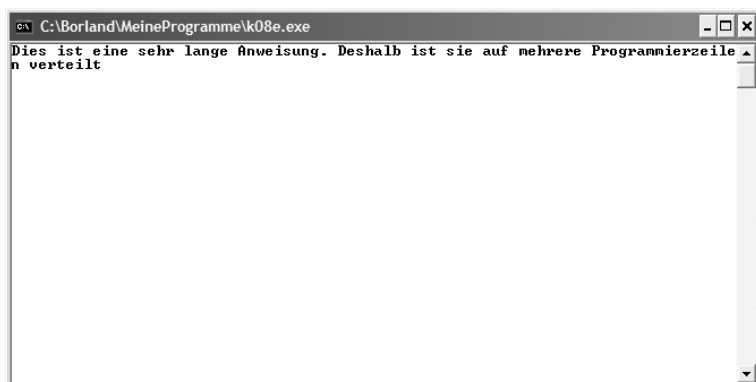 C:\Borland\MeineProgramme\k08e.exe
Dies ist eine sehr lange Anweisung. Deshalb ist sie auf mehrere Programmierzeile
n verteilt